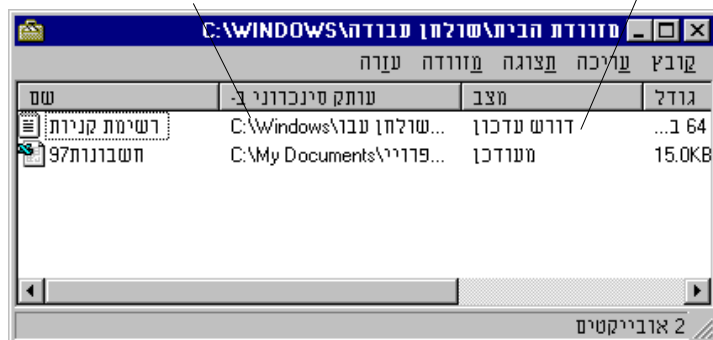 C:\WINDOWS\שולחן עבודה\מזוודת הבית
קובץ עריכה תצוגה מזוודה עזרה
שם עותק סינכרוני ב- מצב גודל
רשימת קניות C:\Windows\שולחן עבו... דורש עדכון 64 ב...
חשבונות97 C:\My Documents\פרויי... מעודכן 15.0KB
2 אובייקטים